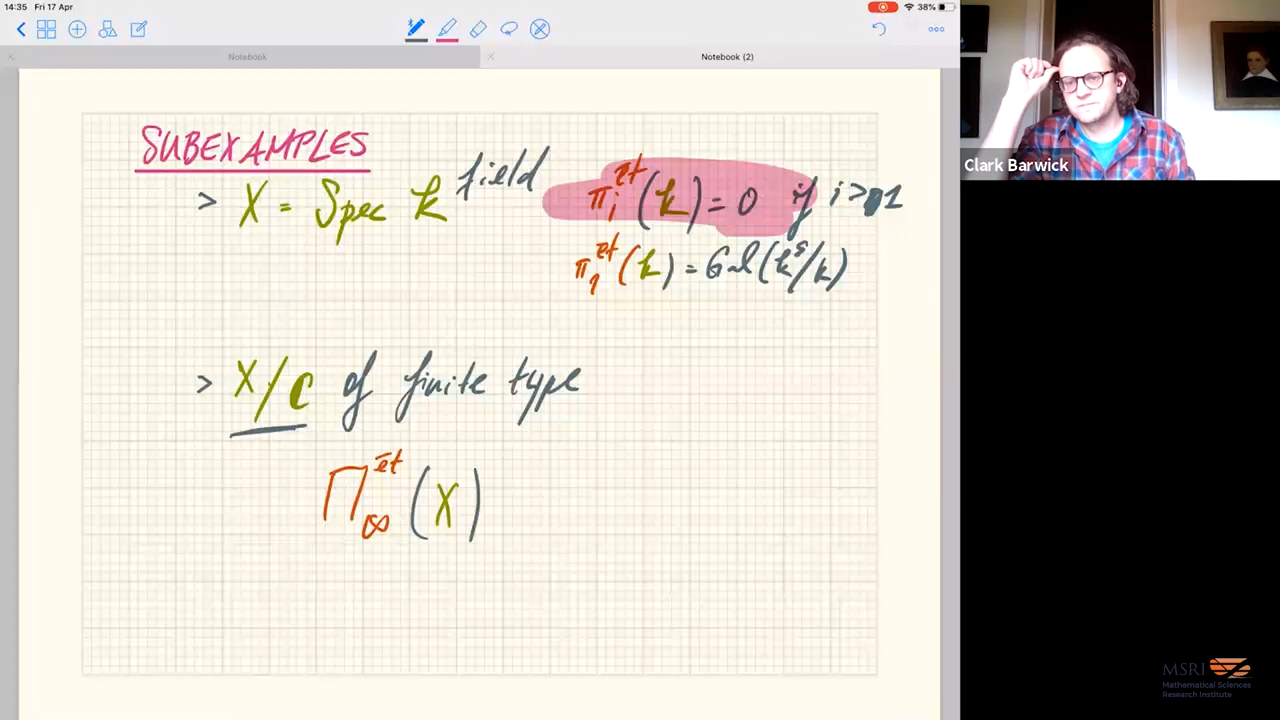 14:35 Fri 17 Apr
38%
Notebook
Notebook (2)
SUBEXAMPLES
> X = Spec k field
π_i^ét (k) = 0 if i > 1
π_1^ét (k) = Gal(k^s/k)
> X/C of finite type
Π_∞^ét (X)
Clark Barwick
MSRI
Mathematical Sciences
Research Institute